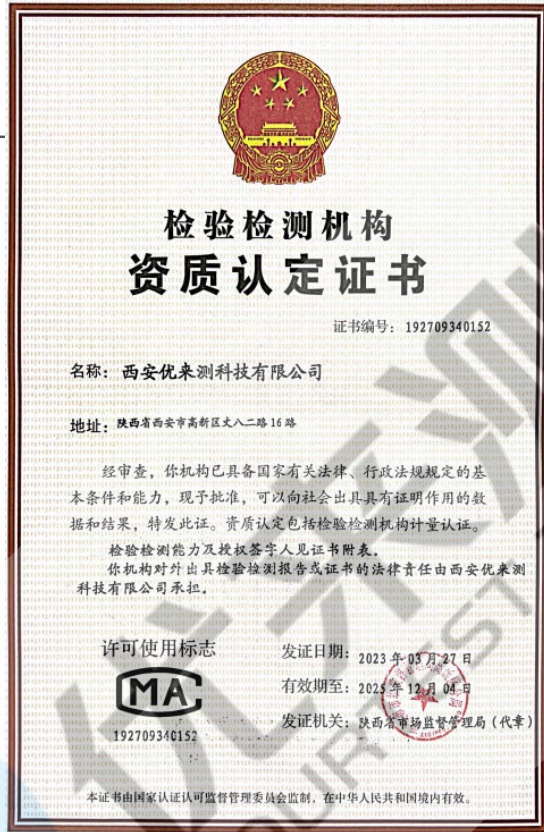 检验检测机构
资质认定证书
证书编号：192709340152
名称：西安优来测科技有限公司
地址：陕西省西安市高新区丈八二路16路
经审查，你机构已具备国家有关法律、行政法规规定的基
本条件和能力，现予批准，可以向社会出具具有证明作用的数
据和结果，特发此证。资质认定包括检验检测机构计量认证。
检验检测能力及授权签字人见证书附表。
你机构对外出具检验检测报告或证书的法律责任由西安优来测
科技有限公司承担。
许可使用标志
MA
192709340152
发证日期：2023年03月27日
有效期至：2025年12月04日
发证机关：陕西省市场监督管理局（代章）
本证书由国家认证认可监督管理委员会监制，在中华人民共和国境内有效。
优来测